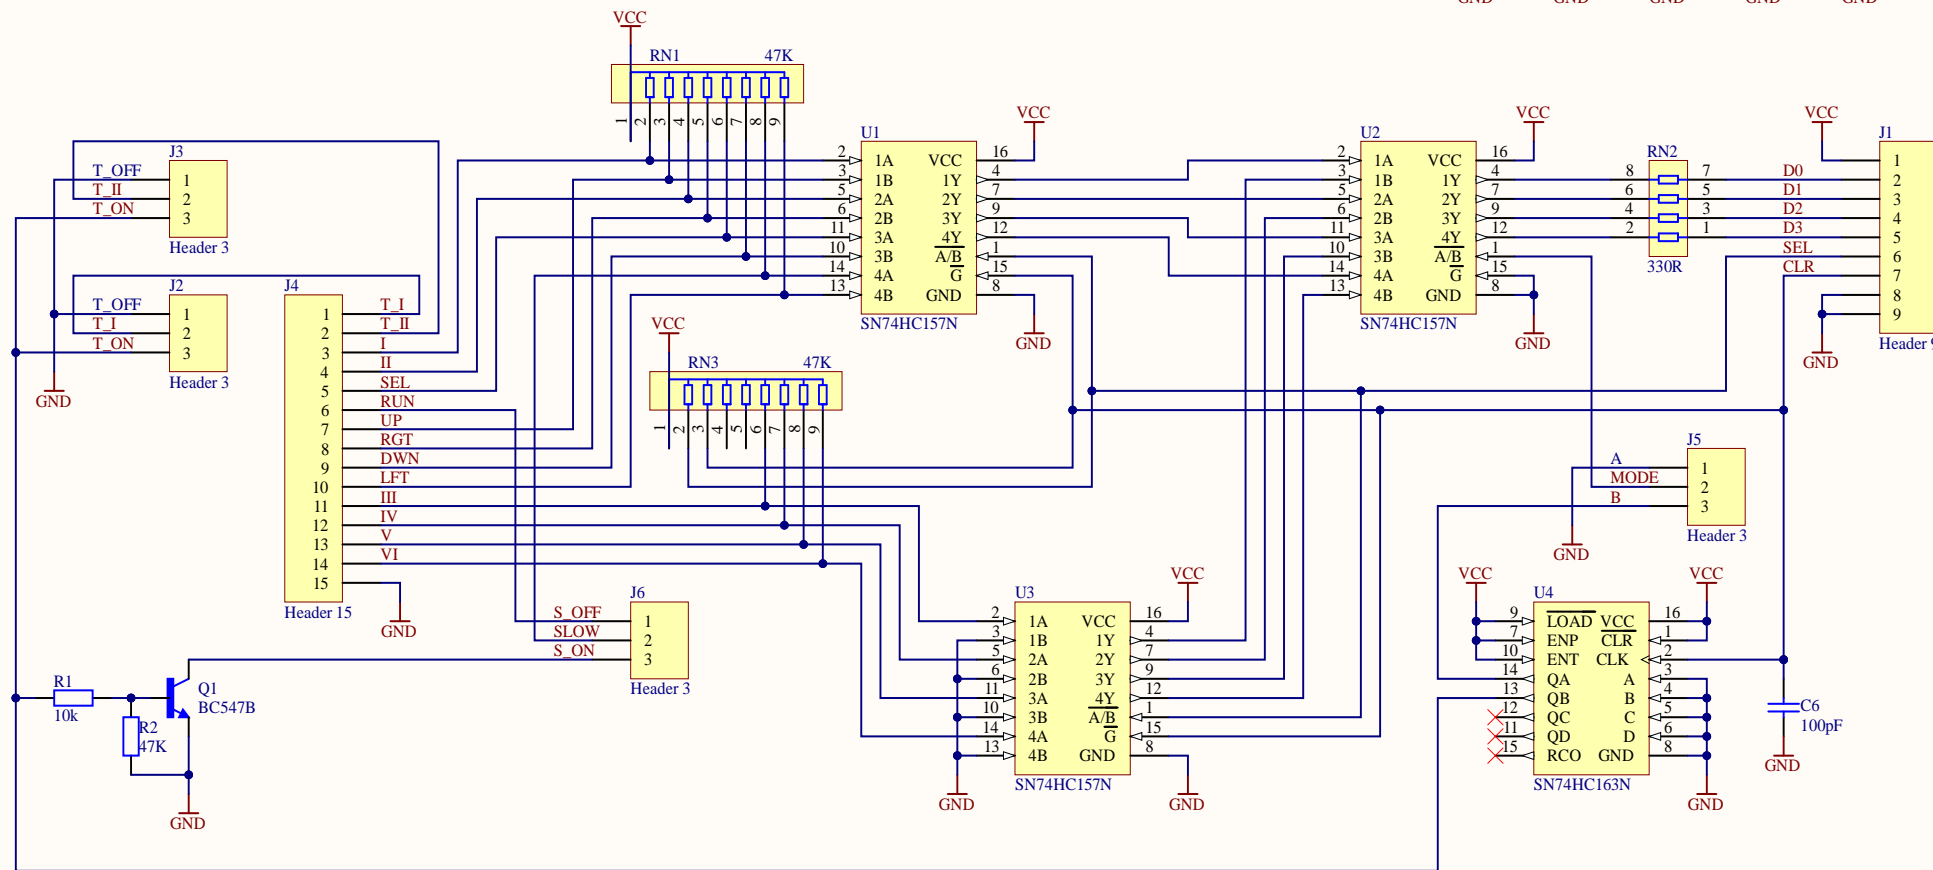 GND GND GND GND GND
VCC
RN1 47K
1 2 3 4 5 6 7 8 9
J3
T_OFF 1
T_II 2
T_ON 3
Header 3
J2
T_OFF 1
T_I 2
T_ON 3
Header 3
GND
J4
1 T_I
2 T_II
3 I
4 II
5 SEL
6 RUN
7 UP
8 RGT
9 DWN
10 LFT
11 III
12 IV
13 V
14 VI
15
Header 15
GND
U1
VCC
2 1A VCC 16
3 1B 1Y 4
5 2A 2Y 7
6 2B 3Y 9
11 3A 4Y 12
10 3B A/B 1
14 4A G 15
13 4B GND 8
SN74HC157N
GND
U2
VCC
2 1A VCC 16
3 1B 1Y 4
5 2A 2Y 7
6 2B 3Y 9
11 3A 4Y 12
10 3B A/B 1
14 4A G 15
13 4B GND 8
SN74HC157N
GND
RN2
8 7
6 5
4 3
2 1
330R
VCC
J1
1
D0 2
D1 3
D2 4
D3 5
SEL 6
CLR 7
8
9
Header
GND
VCC
RN3 47K
1 2 3 4 5 6 7 8 9
J5
A 1
MODE 2
B 3
Header 3
GND
J6
S_OFF 1
SLOW 2
S_ON 3
Header 3
R1
10k
R2
47K
Q1
BC547B
GND
U3
VCC
2 1A VCC 16
3 1B 1Y 4
5 2A 2Y 7
6 2B 3Y 9
11 3A 4Y 12
10 3B A/B 1
14 4A G 15
13 4B GND 8
SN74HC157N
GND
GND
VCC
U4
VCC
9 LOAD VCC 16
7 ENP CLR 1
10 ENT CLK 2
14 QA A 3
13 QB B 4
12 QC C 5
11 QD D 6
15 RCO GND 8
SN74HC163N
GND
C6
100pF
GND